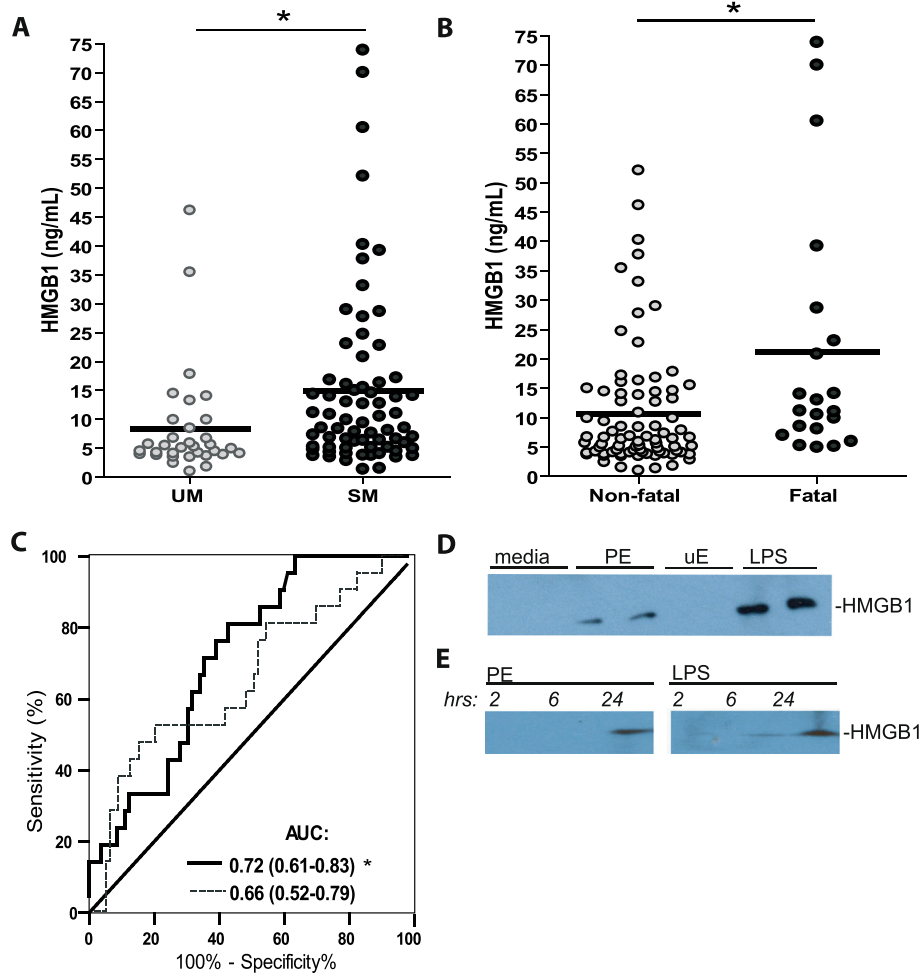 A
*
HMGB1 (ng/mL)
75
70
65
60
55
50
45
40
35
30
25
20
15
10
5
0
UM
SM
B
*
HMGB1 (ng/mL)
75
70
65
60
55
50
45
40
35
30
25
20
15
10
5
0
Non-fatal
Fatal
C
Sensitivity (%)
100
80
60
40
20
0
AUC:
0.72 (0.61-0.83) *
0.66 (0.52-0.79)
0 20 40 60 80 100
100% - Specificity%
D
media PE uE LPS
-HMGB1
E
PE LPS
hrs: 2 6 24 2 6 24
-HMGB1